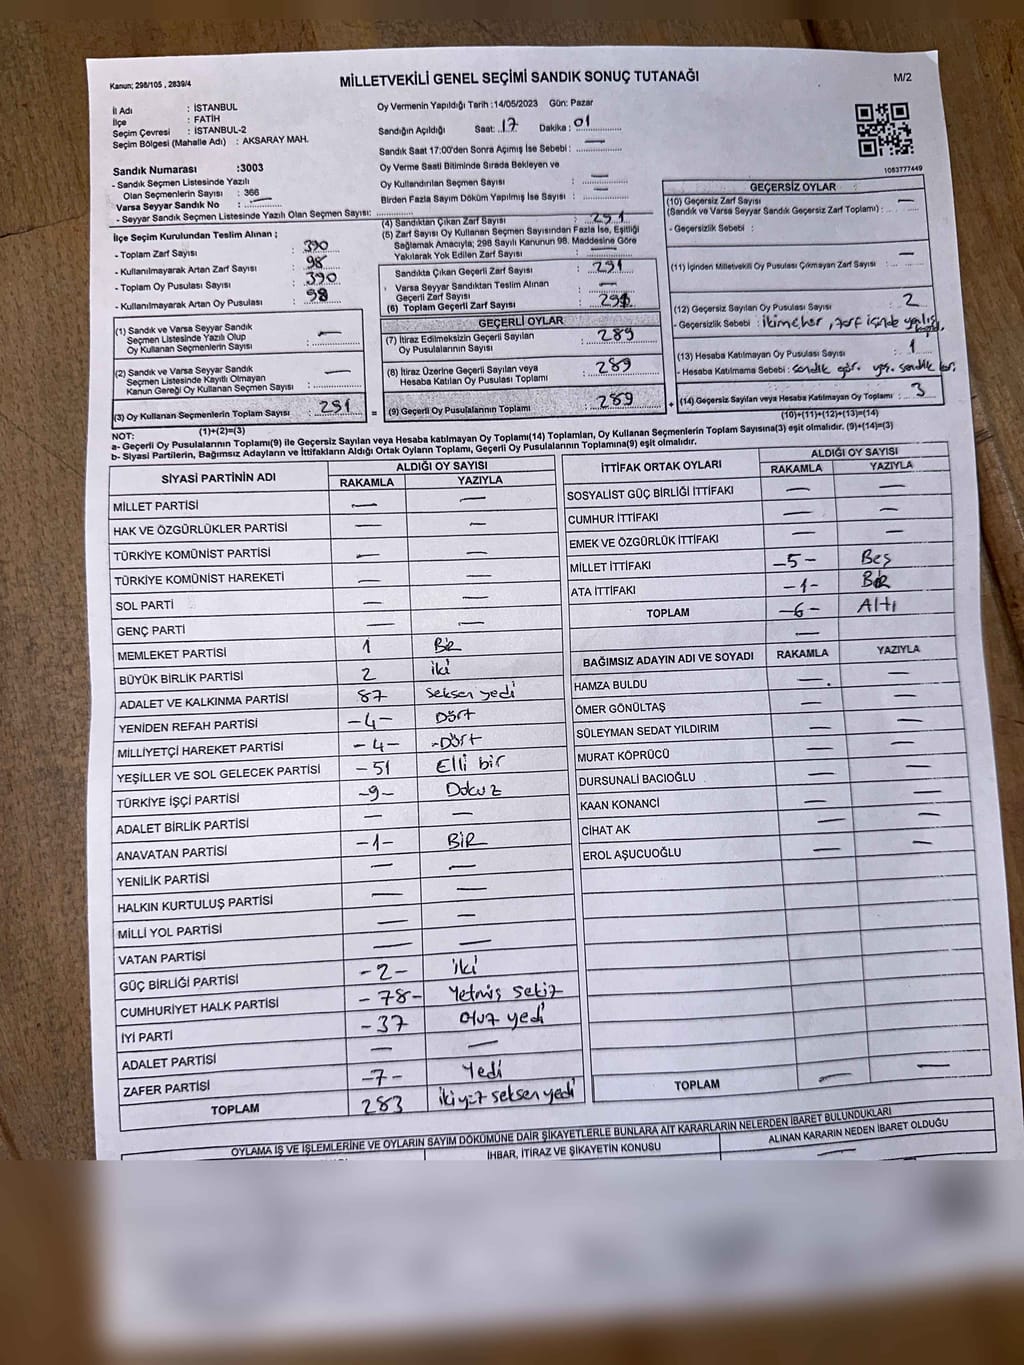 Kanun; 298/105 , 2839/4
MİLLETVEKİLİ GENEL SEÇİMİ SANDIK SONUÇ TUTANAĞI
M/2
İl Adı : İSTANBUL
İlçe : FATİH
Seçim Çevresi : İSTANBUL-2
Seçim Bölgesi (Mahalle Adı) : AKSARAY MAH.
Oy Vermenin Yapıldığı Tarih :14/05/2023 Gün: Pazar
Sandığın Açıldığı Saat: 17 Dakika : 01
Sandık Saat 17:00'den Sonra Açımış İse Sebebi : —
Oy Verme Saati Bitiminde Sırada Bekleyen ve
Oy Kullandırılan Seçmen Sayısı : —
Birden Fazla Sayım Döküm Yapılmış İse Sayısı : —
1063777449
Sandık Numarası :3003
- Sandık Seçmen Listesinde Yazılı
Olan Seçmenlerin Sayısı : 366
Varsa Seyyar Sandık No : —
- Seyyar Sandık Seçmen Listesinde Yazılı Olan Seçmen Sayısı:
İlçe Seçim Kurulundan Teslim Alınan ;
- Toplam Zarf Sayısı : 390
- Kullanılmayarak Artan Zarf Sayısı : 98
- Toplam Oy Pusulası Sayısı : 390
- Kullanılmayarak Artan Oy Pusulası : 98
(1) Sandık ve Varsa Seyyar Sandık
Seçmen Listesinde Yazılı Olup
Oy Kullanan Seçmenlerin Sayısı : —
(2) Sandık ve Varsa Seyyar Sandık
Seçmen Listesinde Kayıtlı Olmayan
Kanun Gereği Oy Kullanan Seçmen Sayısı : —
(3) Oy Kullanan Seçmenlerin Toplam Sayısı : 291 =
(1)+(2)=(3)
(4) Sandıktan Çıkan Zarf Sayısı : 291
(5) Zarf Sayısı Oy Kullanan Seçmen Sayısından Fazla İse, Eşitliği
Sağlamak Amacıyla; 298 Sayılı Kanunun 98. Maddesine Göre
Yakılarak Yok Edilen Zarf Sayısı : —
Sandıkta Çıkan Geçerli Zarf Sayısı : 291
Varsa Seyyar Sandıktan Teslim Alınan
Geçerli Zarf Sayısı : —
(6) Toplam Geçerli Zarf Sayısı : 291
GEÇERLİ OYLAR
(7) İtiraz Edilmeksizin Geçerli Sayılan
Oy Pusulalarının Sayısı : 289
(8) İtiraz Üzerine Geçerli Sayılan veya
Hesaba Katılan Oy Pusulası Toplamı : 289
(9) Geçerli Oy Pusulalarının Toplamı : 289 +
GEÇERSİZ OYLAR
(10) Geçersiz Zarf Sayısı
(Sandık ve Varsa Seyyar Sandık Geçersiz Zarf Toplamı) : —
- Geçersizlik Sebebi :
(11) İçinden Milletvekili Oy Pusulası Çıkmayan Zarf Sayısı : —
(12) Geçersiz Sayılan Oy Pusulası Sayısı : 2
- Geçersizlik Sebebi : zarf içinde
(13) Hesaba Katılmayan Oy Pusulası Sayısı : 1
- Hesaba Katılmama Sebebi : sandık
(14) Geçersiz Sayılan veya Hesaba Katılmayan Oy Toplamı : 3
(10)+(11)+(12)+(13)=(14)
NOT:
a- Geçerli Oy Pusulalarının Toplamı(9) ile Geçersiz Sayılan veya Hesaba katılmayan Oy Toplamı(14) Toplamları, Oy Kullanan Seçmenlerin Toplam Sayısına(3) eşit olmalıdır. (9)+(14)=(3)
b- Siyasi Partilerin, Bağımsız Adayların ve İttifakların Aldığı Ortak Oyların Toplamı, Geçerli Oy Pusulalarının Toplamına(9) eşit olmalıdır.
SİYASİ PARTİNİN ADI ALDIĞI OY SAYISI
RAKAMLA YAZIYLA
MİLLET PARTİSİ — —
HAK VE ÖZGÜRLÜKLER PARTİSİ — —
TÜRKİYE KOMÜNİST PARTİSİ — —
TÜRKİYE KOMÜNİST HAREKETİ — —
SOL PARTİ — —
GENÇ PARTİ — —
MEMLEKET PARTİSİ 1 Bir
BÜYÜK BİRLİK PARTİSİ 2 iki
ADALET VE KALKINMA PARTİSİ 87 seksen yedi
YENİDEN REFAH PARTİSİ -4- Dört
MİLLİYETÇİ HAREKET PARTİSİ -4- -Dört
YEŞİLLER VE SOL GELECEK PARTİSİ -51 Elli bir
TÜRKİYE İŞÇİ PARTİSİ -9- Dokuz
ADALET BİRLİK PARTİSİ — —
ANAVATAN PARTİSİ -1- BİR
YENİLİK PARTİSİ — —
HALKIN KURTULUŞ PARTİSİ — —
MİLLİ YOL PARTİSİ — —
VATAN PARTİSİ — —
GÜÇ BİRLİĞİ PARTİSİ -2- iki
CUMHURİYET HALK PARTİSİ -78- Yetmiş sekiz
İYİ PARTİ -37 Otuz yedi
ADALET PARTİSİ — —
ZAFER PARTİSİ -7- Yedi
TOPLAM 283 ikiyüz seksen yedi
İTTİFAK ORTAK OYLARI ALDIĞI OY SAYISI
RAKAMLA YAZIYLA
SOSYALİST GÜÇ BİRLİĞİ İTTİFAKI — —
CUMHUR İTTİFAKI — —
EMEK VE ÖZGÜRLÜK İTTİFAKI — —
MİLLET İTTİFAKI -5- Beş
ATA İTTİFAKI -1- Bir
TOPLAM -6- Altı
—
BAĞIMSIZ ADAYIN ADI VE SOYADI RAKAMLA YAZIYLA
HAMZA BULDU — —
ÖMER GÖNÜLTAŞ — —
SÜLEYMAN SEDAT YILDIRIM — —
MURAT KÖPRÜCÜ — —
DURSUNALİ BACIOĞLU — —
KAAN KONANCİ — —
CİHAT AK — —
EROL AŞUCUOĞLU — —
TOPLAM — —
OYLAMA İŞ VE İŞLEMLERİNE VE OYLARIN SAYIM DÖKÜMÜNE DAİR ŞİKAYETLERLE BUNLARA AİT KARARLARIN NELERDEN İBARET BULUNDUKLARI
İHBAR, İTİRAZ VE ŞİKAYETİN KONUSU
ALINAN KARARIN NEDEN İBARET OLDUĞU